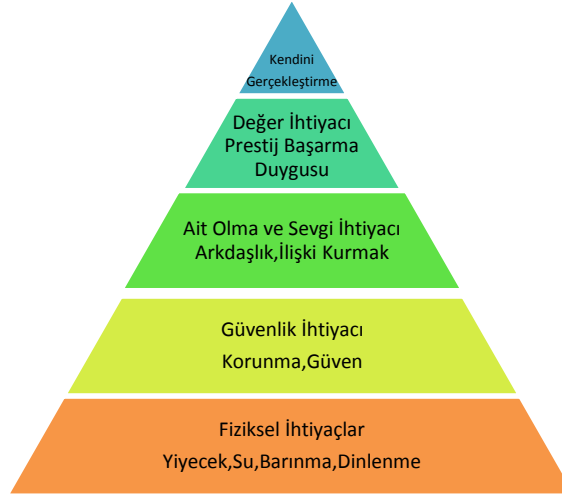 Kendini
Gerçekleştirme
Değer İhtiyacı
Prestij Başarma
Duygusu
Ait Olma ve Sevgi İhtiyacı
Arkdaşlık,İlişki Kurmak
Güvenlik İhtiyacı
Korunma,Güven
Fiziksel İhtiyaçlar
Yiyecek,Su,Barınma,Dinlenme